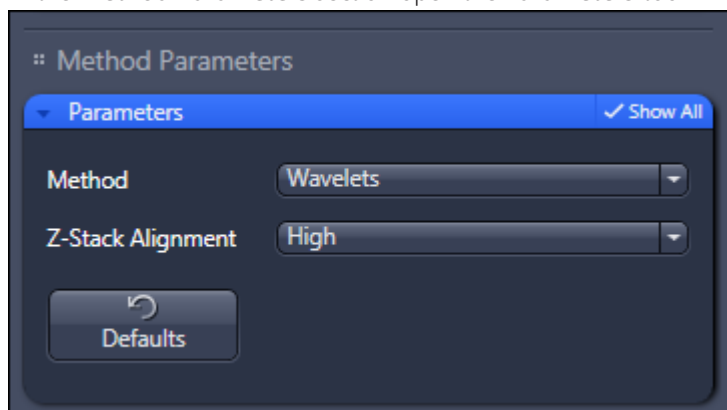 Method Parameters
Parameters
Show All
Method
Wavelets
Z-Stack Alignment
High
Defaults